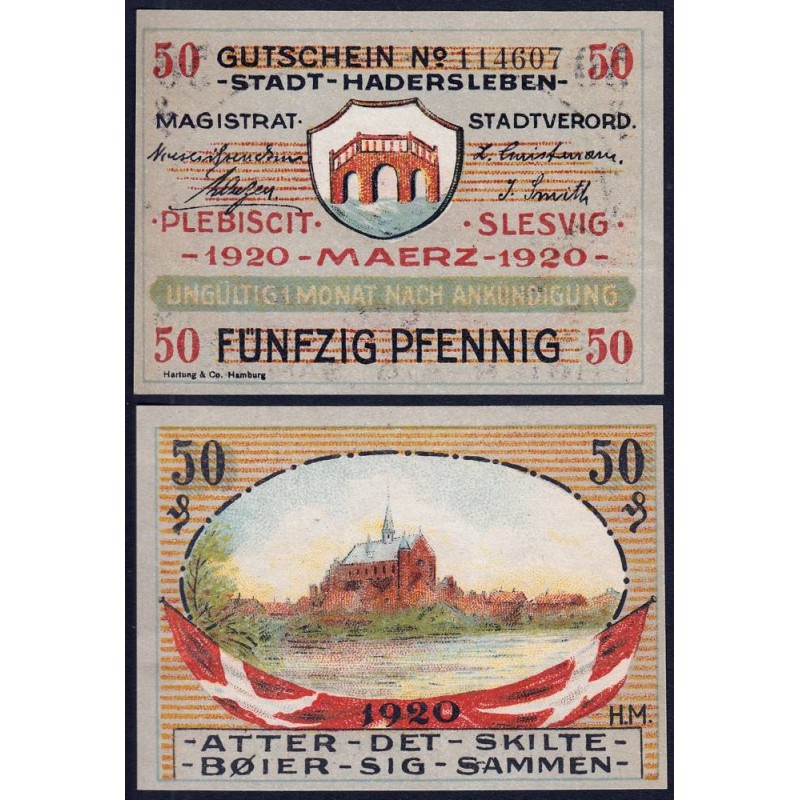 50 GUTSCHEIN Nº 114607 50
-STADT-HADERSLEBEN-
MAGISTRAT· STADTVERORD.
J. Smith
·PLEBISCIT· ·SLESVIG·
-1920-MAERZ-1920-
UNGÜLTIG 1 MONAT NACH ANKÜNDIGUNG
50 FÜNFZIG PFENNIG 50
Hartung & Co. Hamburg
50 50
1920
H.M.
-ATTER-DET-SKILTE-
-BØIER-SIG-SAMMEN-